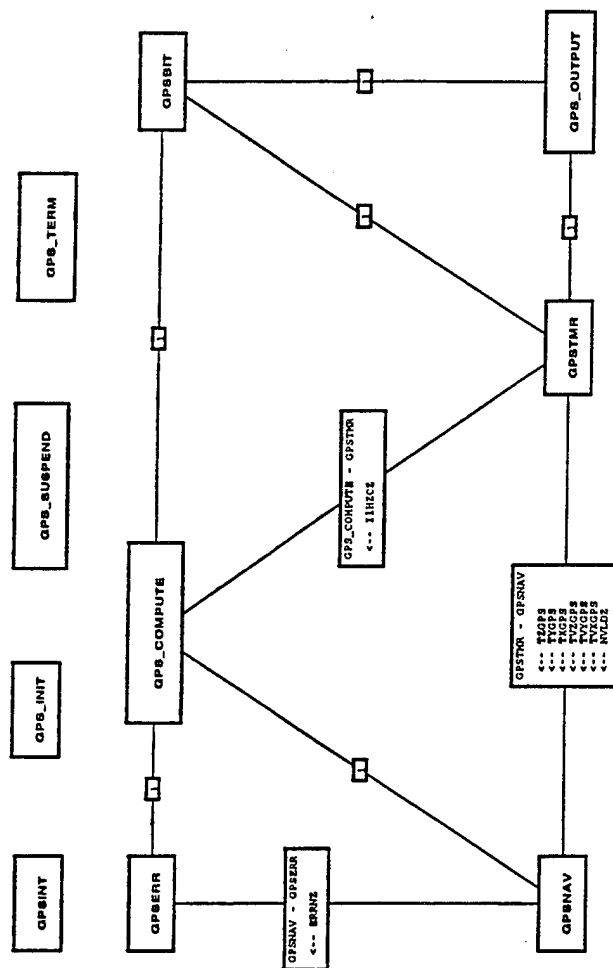 GPSINT
GPS_INIT
GPS_SUSPEND
GPS_TERM
GPSERR
GPS_COMPUTE
GPSBIT
GPSNAV - GPSERR
<-- ERRNZ
GPS_COMPUTE - GPSTMR
<-- I1HZCZ
GPSNAV
GPSTMR - GPSNAV
<-- TZGPS
<-- TYGPS
<-- TXGPS
<-- TVZGPS
<-- TVYGPS
<-- TVXGPS
<-- NVLDZ
GPSTMR
GPS_OUTPUT